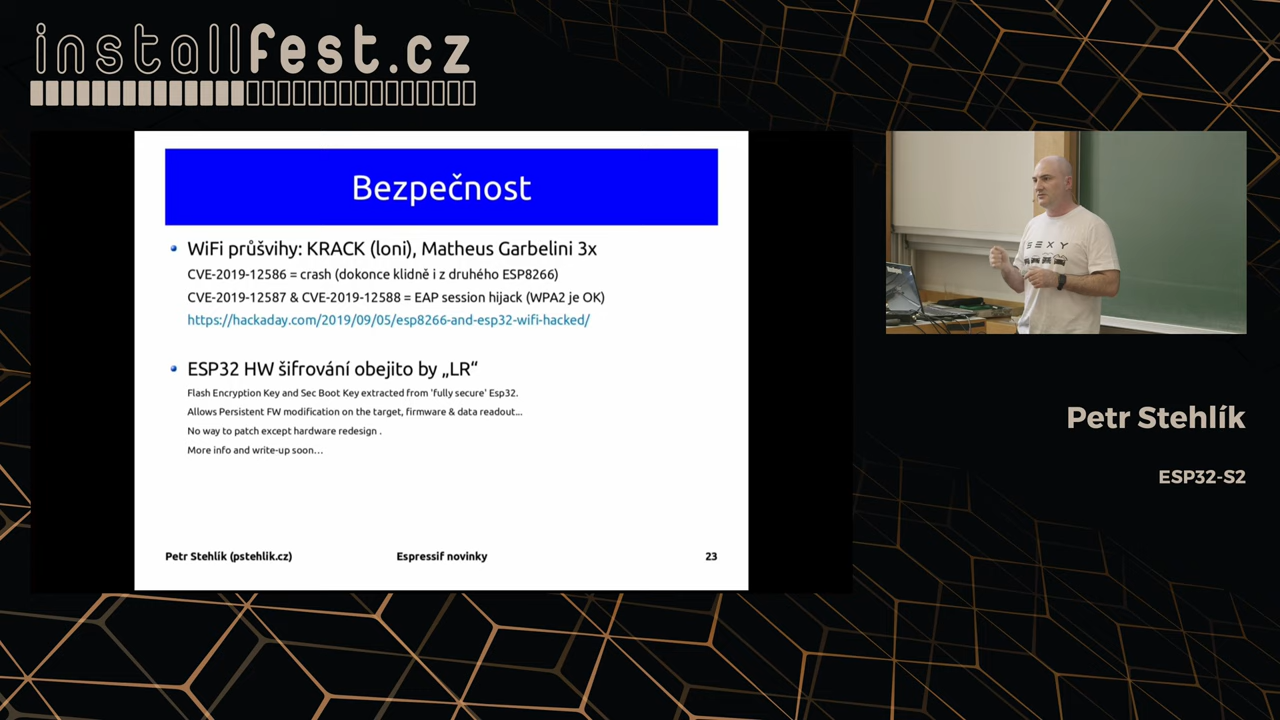 installfest.cz
Bezpečnost
WiFi průšvihy: KRACK (loni), Matheus Garbelini 3x
CVE-2019-12586 = crash (dokonce klidně i z druhého ESP8266)
CVE-2019-12587 & CVE-2019-12588 = EAP session hijack (WPA2 je OK)
https://hackaday.com/2019/09/05/esp8266-and-esp32-wifi-hacked/
ESP32 HW šifrování obejito by „LR“
Flash Encryption Key and Sec Boot Key extracted from 'fully secure' Esp32.
Allows Persistent FW modification on the target, firmware & data readout...
No way to patch except hardware redesign .
More info and write-up soon…
Petr Stehlík (pstehlik.cz)
Espressif novinky
23
Petr Stehlík
ESP32-S2